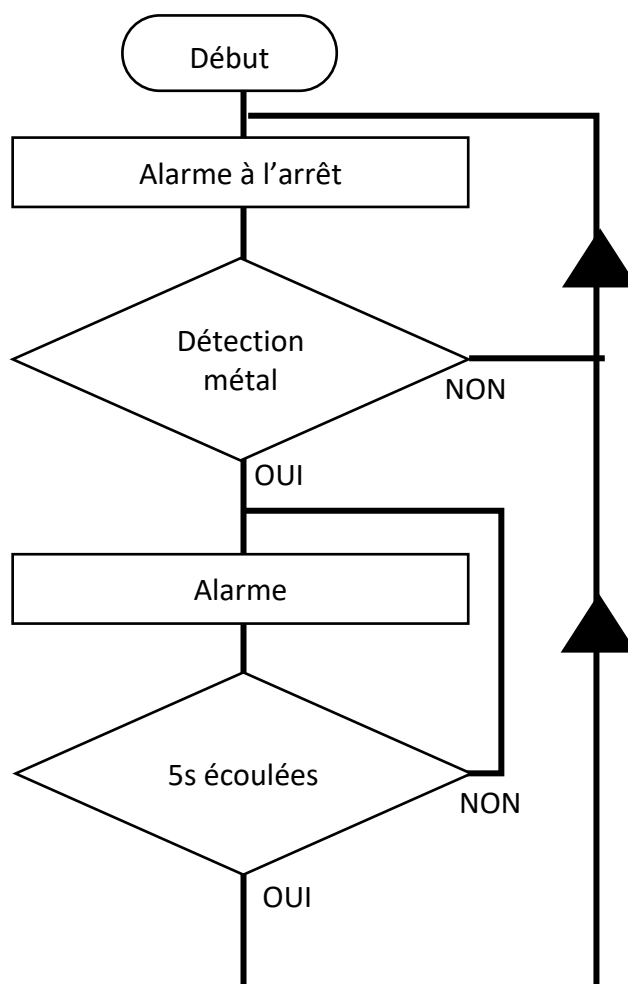 Début
Alarme à l’arrêt
Détection
métal
NON
OUI
Alarme
5s écoulées
NON
OUI